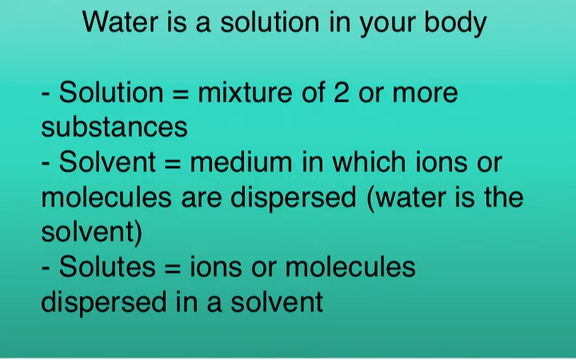 Water is a solution in your body
- Solution = mixture of 2 or more
substances
- Solvent = medium in which ions or
molecules are dispersed (water is the
solvent)
- Solutes = ions or molecules
dispersed in a solvent